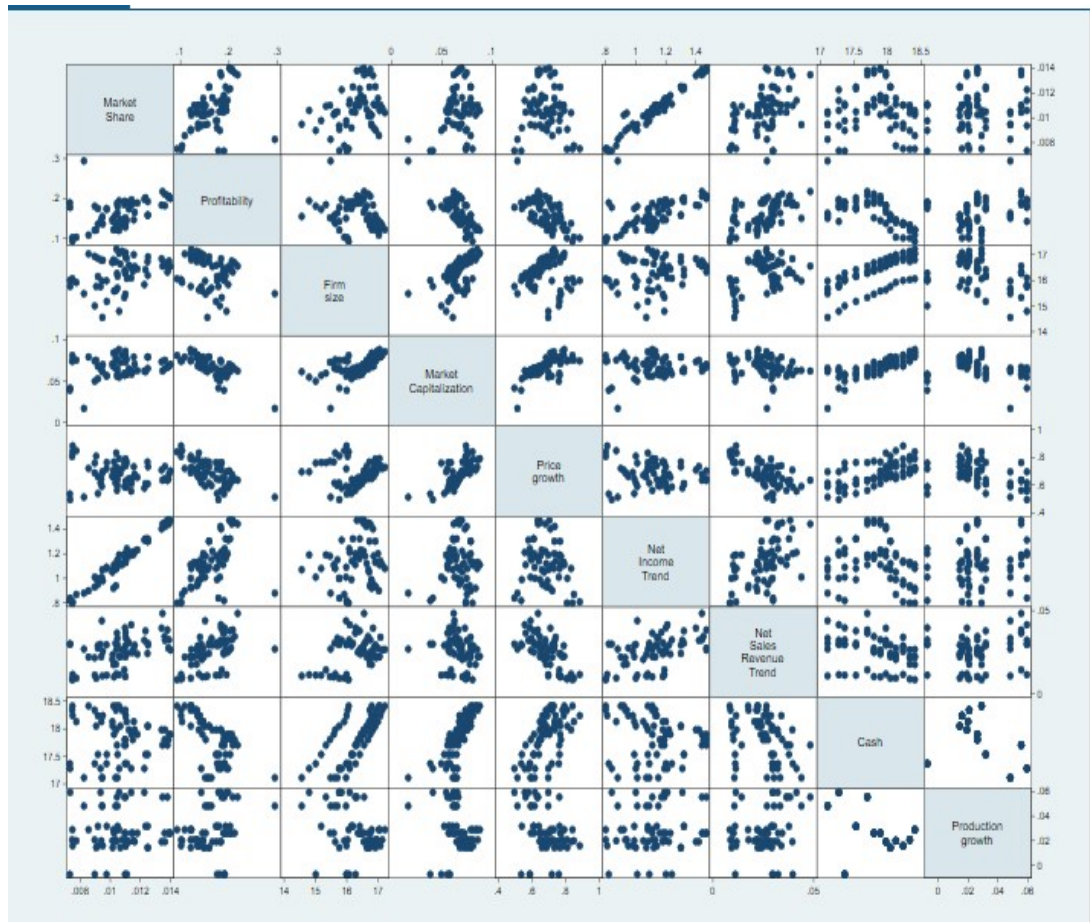 .1 .2 .3 0 .05 .1 .8 1 1.2 1.4 17 17.5 18 18.5
Market
Share
.014
.012
.01
.008
.3
.2
.1
Profitability
Firm
size
17
16
15
14
.1
.05
0
Market
Capitalization
Price
growth
1
.8
.6
.4
1.4
1.2
1
.8
Net
Income
Trend
Net
Sales
Revenue
Trend
.05
0
18.5
18
17.5
17
Cash
Production
growth
.06
.04
.02
0
.008 .01 .012 .014 14 15 16 17 .4 .6 .8 1 0 .05 0 .02 .04 .06